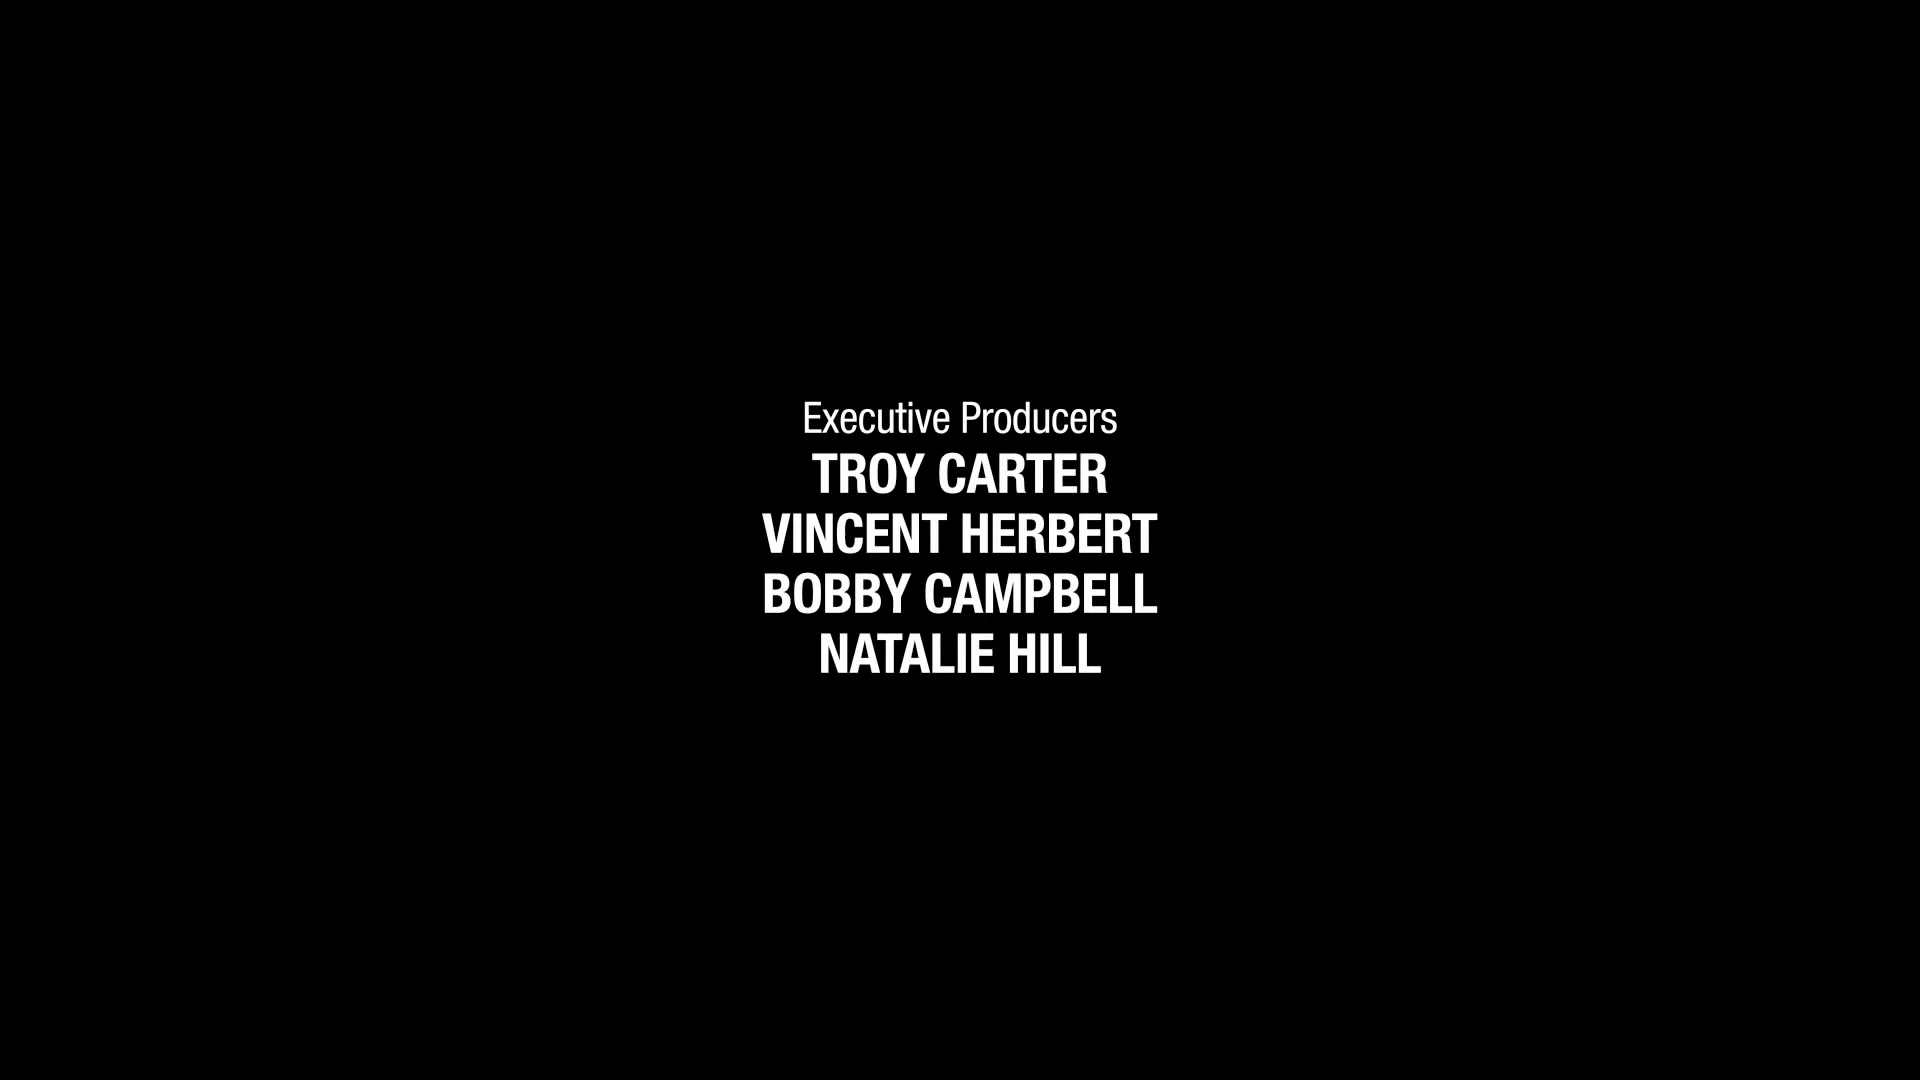 Executive Producers
TROY CARTER
VINCENT HERBERT
BOBBY CAMPBELL
NATALIE HILL